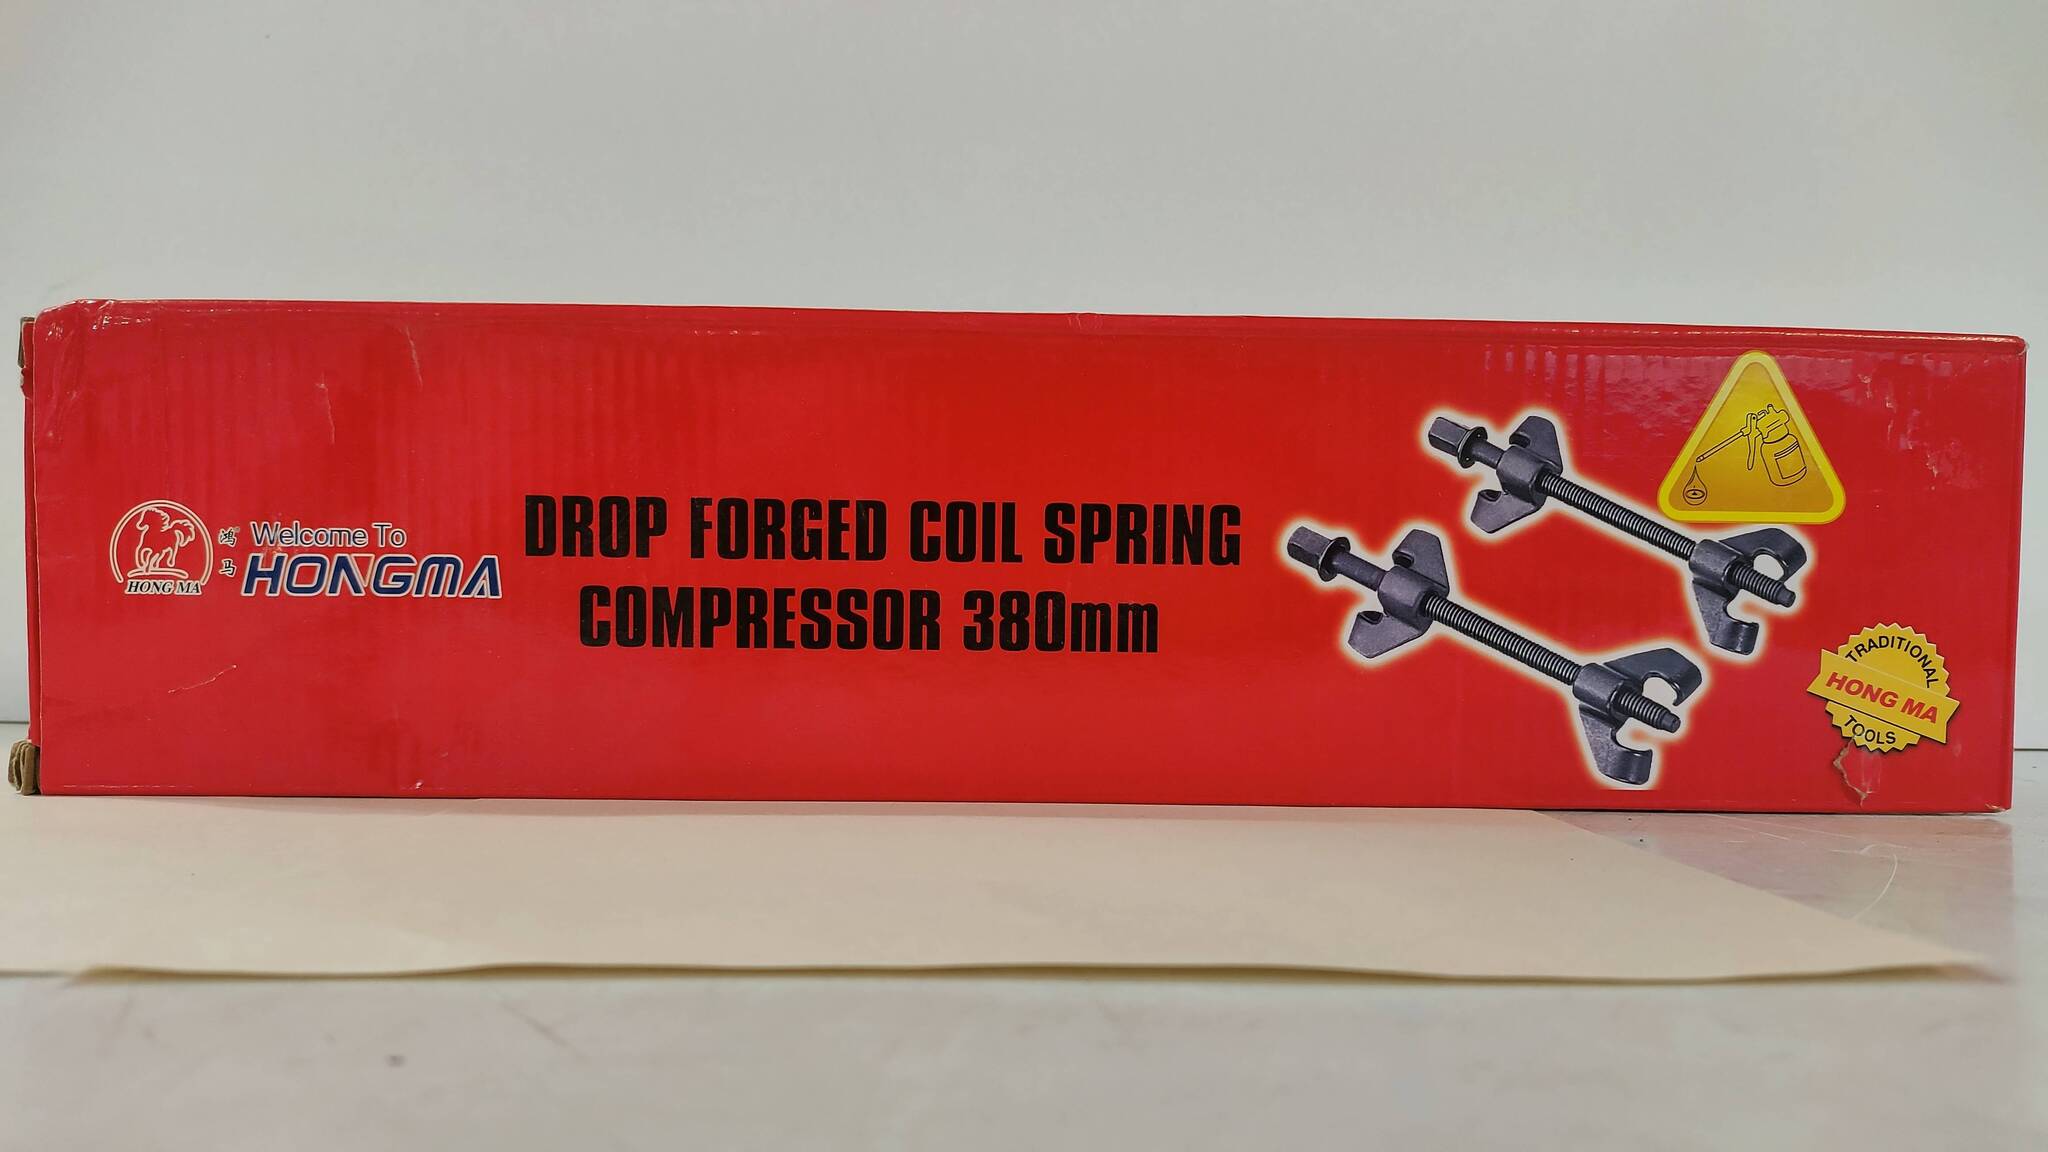 HONG MA
鸿®
马
Welcome To
HONGMA
DROP FORGED COIL SPRING
COMPRESSOR 380mm
TRADITIONAL
HONG MA
TOOLS